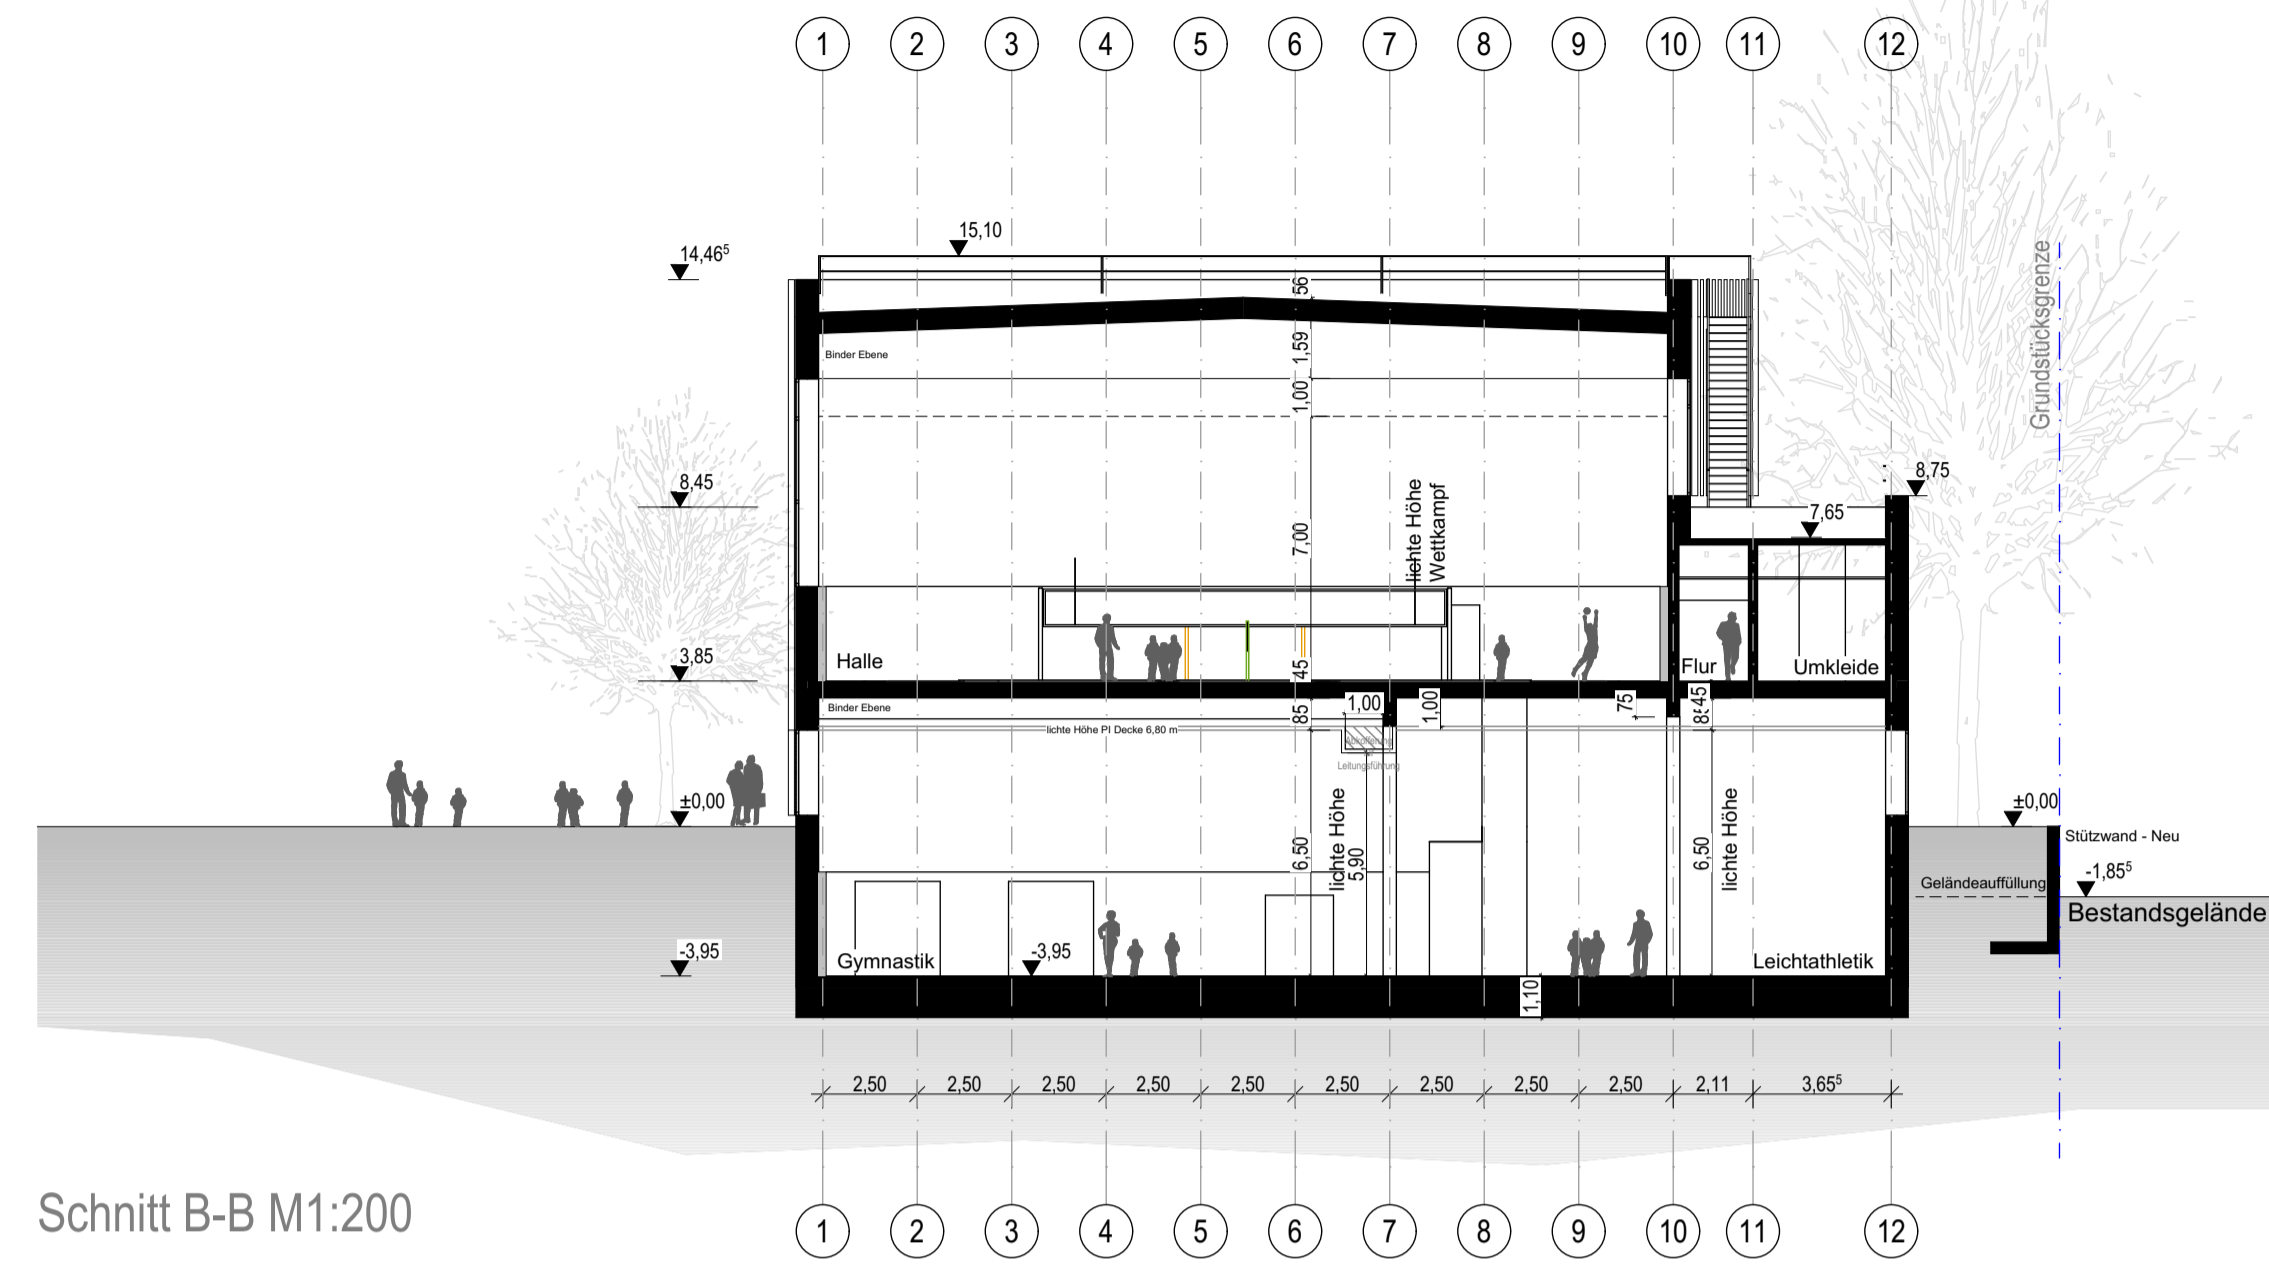 1 2 3 4 5 6 7 8 9 10 11 12
15,10
14,46⁵
Grundstücksgrenze
56
1,59
Binder Ebene
1,00
8,45
8,75
lichte Höhe
Wettkampf
7,00
7,65
3,85
Halle
45
Flur
Umkleide
Binder Ebene
85
1,00
1,00
75
45
85
lichte Höhe PI Decke 6,80 m
Abkofferung
Leitungsführung
±0,00
±0,00
Stützwand - Neu
-1,85⁵
Geländeauffüllung
Bestandsgelände
6,50
lichte Höhe
5,90
6,50
lichte Höhe
-3,95
Gymnastik
-3,95
Leichtathletik
1,10
2,50 2,50 2,50 2,50 2,50 2,50 2,50 2,50 2,50 2,11 3,65⁵
Schnitt B-B M1:200
1 2 3 4 5 6 7 8 9 10 11 12